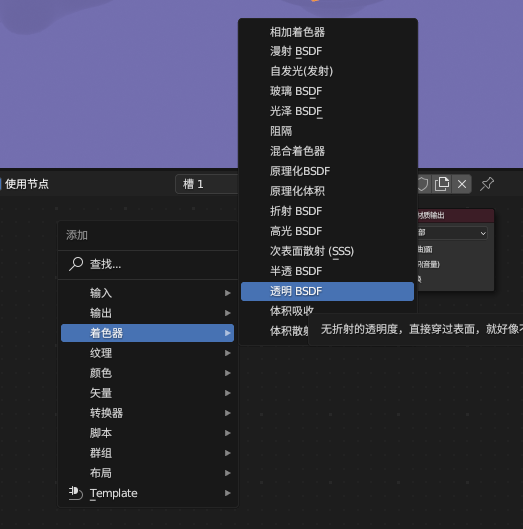 相加着色器
漫射 BSDF
自发光(发射)
玻璃 BSDF
光泽 BSDF
阻隔
混合着色器
原理化BSDF
原理化体积
折射 BSDF
高光 BSDF
次表面散射 (SSS)
半透 BSDF
透明 BSDF
体积吸收
体积散射
无折射的透明度，直接穿过表面，就好像
使用节点
槽 1
质输出
部
面
(音量)
添加
查找...
输入
输出
着色器
纹理
颜色
矢量
转换器
脚本
群组
布局
Template